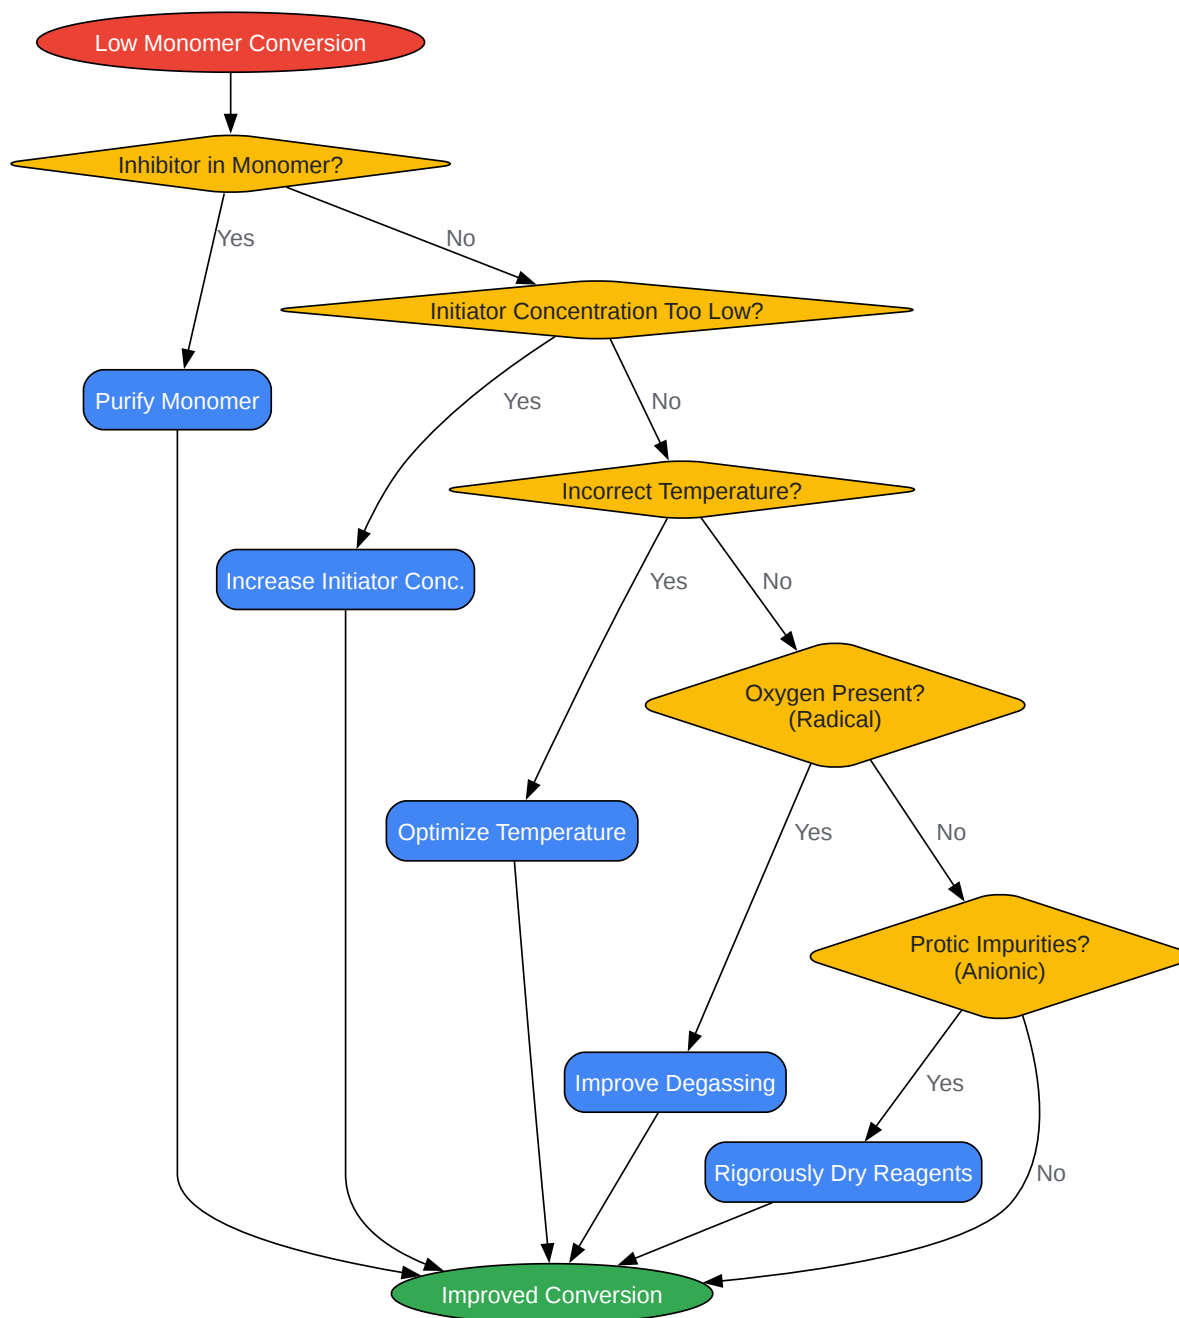 Low Monomer Conversion
Inhibitor in Monomer?
Yes
No
Initiator Concentration Too Low?
Purify Monomer
Yes
No
Incorrect Temperature?
Increase Initiator Conc.
Yes
No
Oxygen Present?
(Radical)
Optimize Temperature
Yes
No
Protic Impurities?
(Anionic)
Improve Degassing
Yes
Rigorously Dry Reagents
No
Improved Conversion